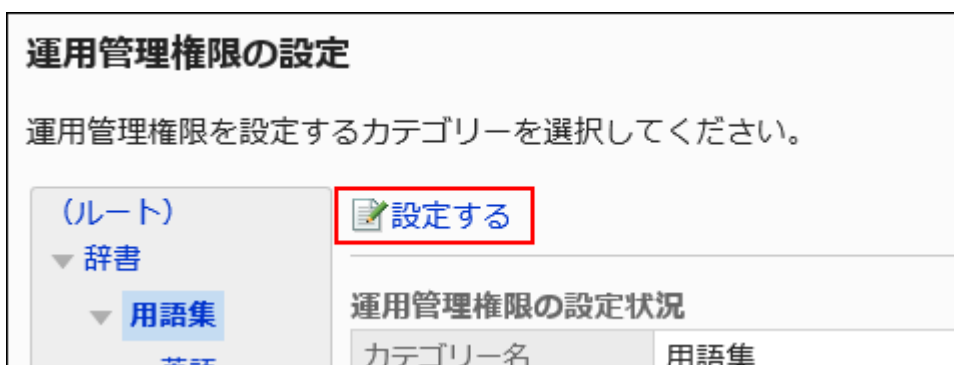 運用管理権限の設定
運用管理権限を設定するカテゴリーを選択してください。
(ルート)
設定する
辞書
用語集
運用管理権限の設定状況
カテゴリー名
用語集